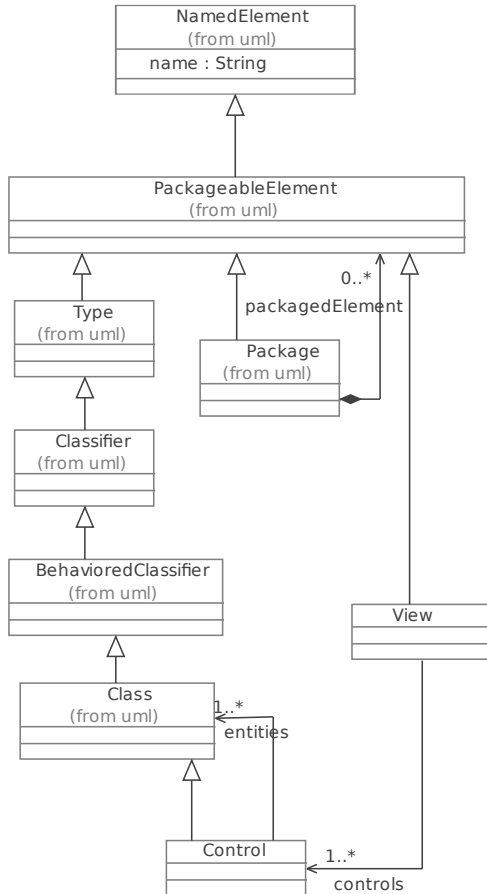 NamedElement
(from uml)
name : String
PackageableElement
(from uml)
0..*
packagedElement
Type
(from uml)
Package
(from uml)
Classifier
(from uml)
BehavioredClassifier
(from uml)
View
Class
(from uml)
1..*
entities
Control
1..*
controls